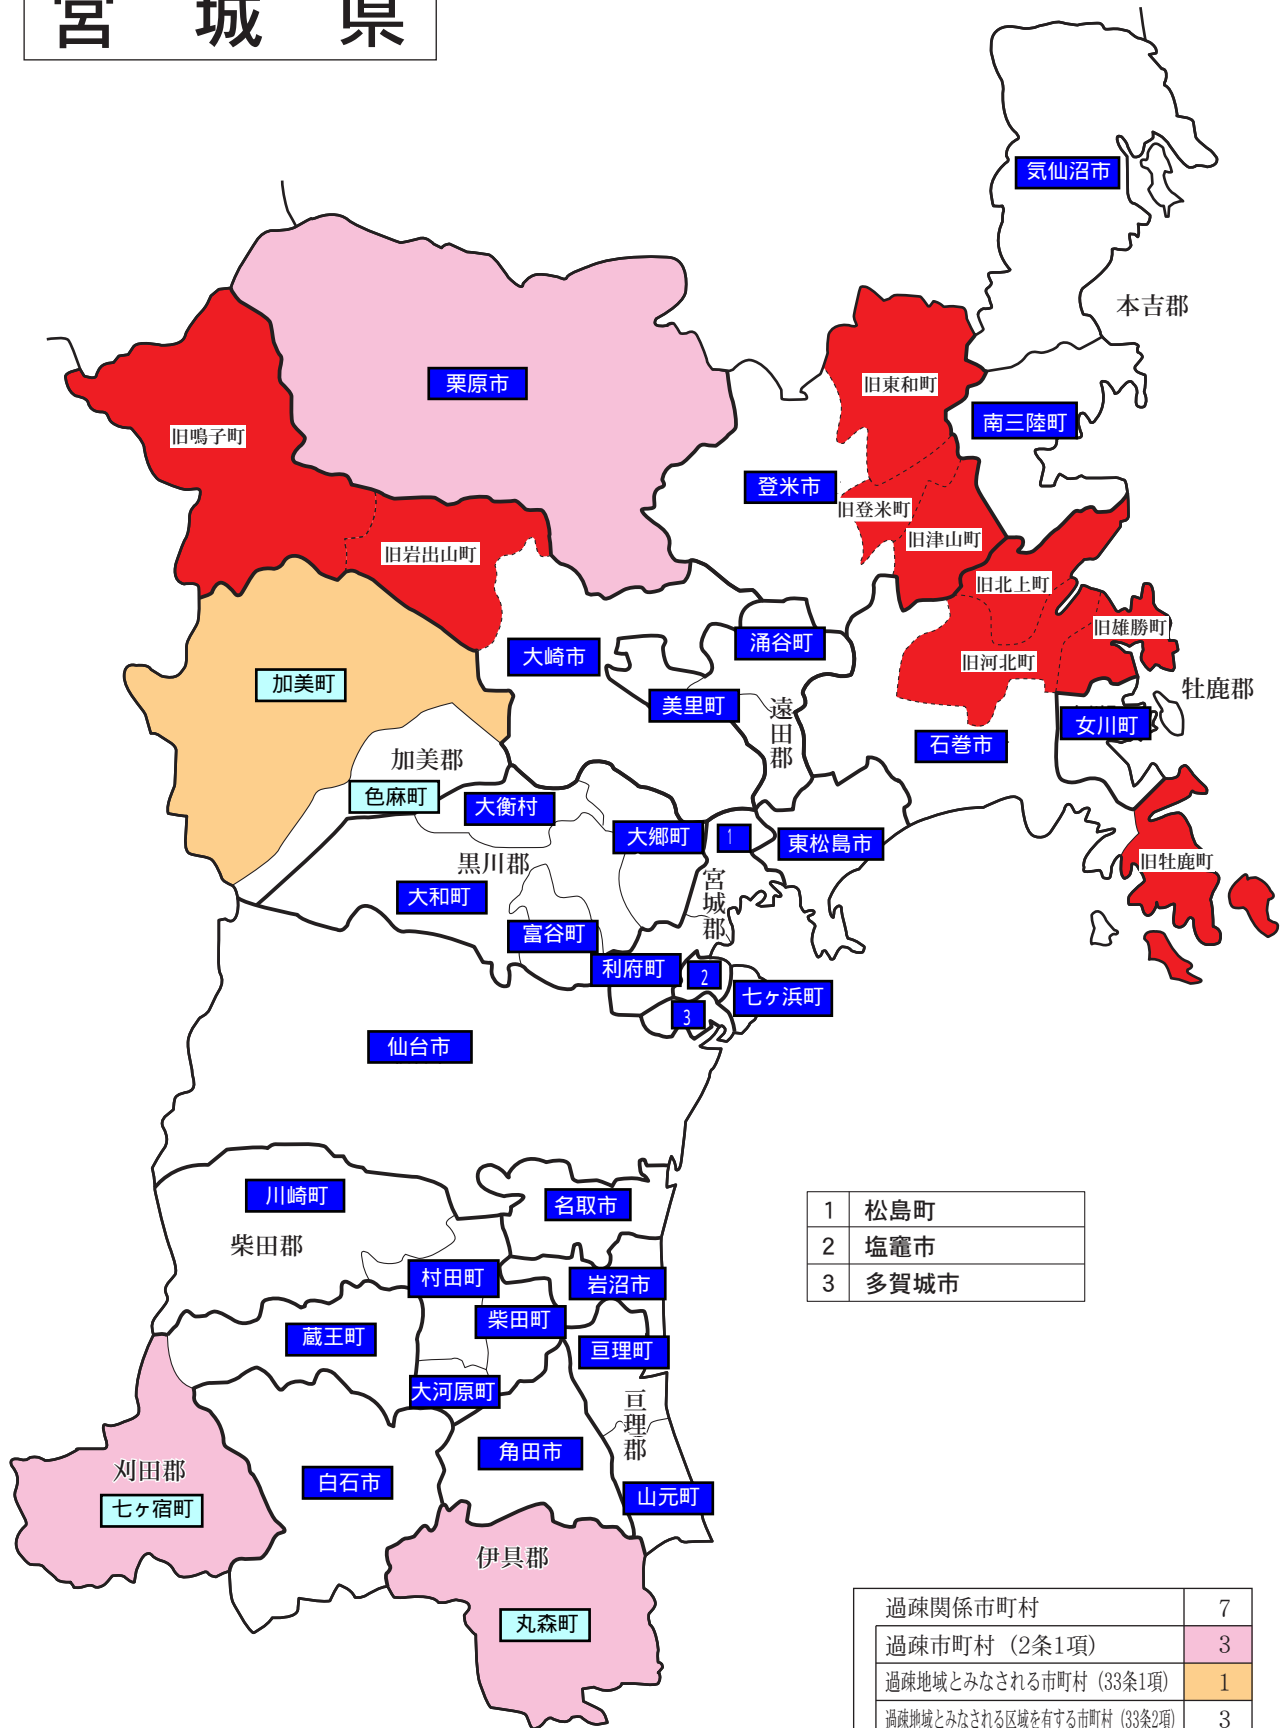 宮城県
気仙沼市
本吉郡
栗原市
旧東和町
南三陸町
旧鳴子町
登米市
旧登米町
旧津山町
旧岩出山町
旧北上町
旧雄勝町
涌谷町
大崎市
旧河北町
加美町
美里町
遠田郡
牡鹿郡
女川町
石巻市
加美郡
色麻町
大衡村
大郷町
1
東松島市
黒川郡
旧牡鹿町
大和町
宮城郡
富谷町
利府町
2
七ヶ浜町
3
仙台市
川崎町
名取市
柴田郡
村田町
岩沼市
柴田町
蔵王町
亘理町
大河原町
亘理郡
角田市
刈田郡
白石市
七ヶ宿町
山元町
伊具郡
丸森町
1 松島町
2 塩竈市
3 多賀城市
過疎関係市町村 7
過疎市町村（2条1項） 3
過疎地域とみなされる市町村（33条1項） 1
過疎地域とみなされる区域を有する市町村（33条2項） 3